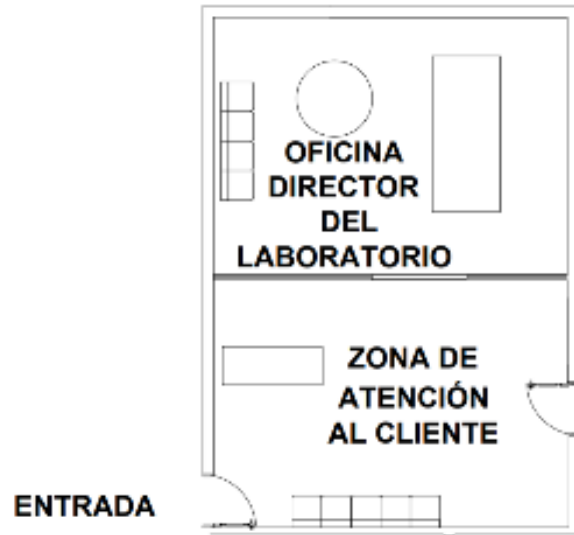 OFICINA
DIRECTOR
DEL
LABORATORIO
ZONA DE
ATENCIÓN
AL CLIENTE
ENTRADA